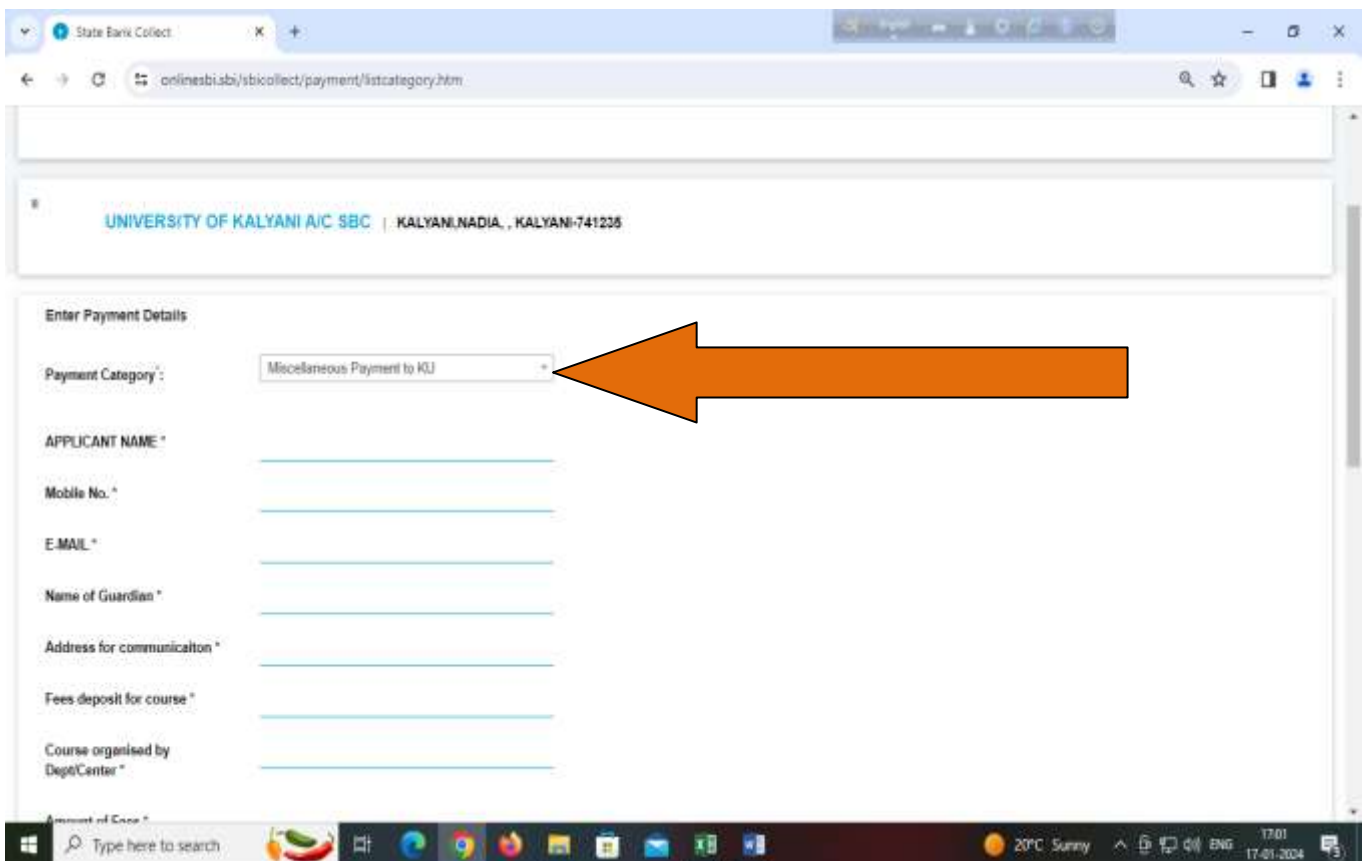 State Bank Collect
onlinesbi.sbi/sbicollect/payment/listcategory.htm
UNIVERSITY OF KALYANI A/C SBC | KALYANI,NADIA, , KALYANI-741235
Enter Payment Details
Payment Category*:
Miscellaneous Payment to KU
APPLICANT NAME *
Mobile No. *
E-MAIL *
Name of Guardian *
Address for communicaiton *
Fees deposit for course *
Course organised by
Dept/Center *
Amount of Fees *
Type here to search
20°C Sunny
ENG
17:01
17-01-2024